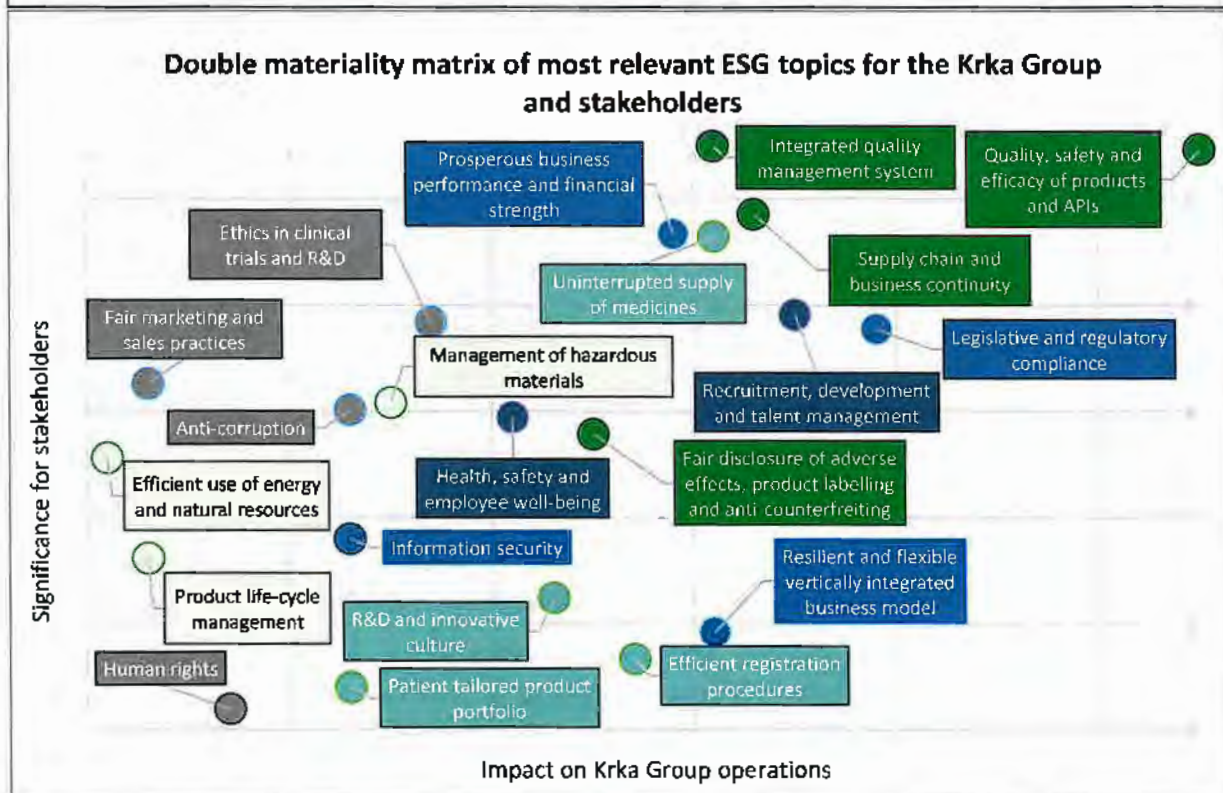 Double materiality matrix of most relevant ESG topics for the Krka Group
and stakeholders
Prosperous business
performance and financial
strength
Integrated quality
management system
Quality, safety and
efficacy of products
and APIs
Ethics in clinical
trials and R&D
Uninterrupted supply
of medicines
Supply chain and
business continuity
Fair marketing and
sales practices
Management of hazardous
materials
Legislative and regulatory
compliance
Recruitment, development
and talent management
Anti-corruption
Efficient use of energy
and natural resources
Health, safety and
employee well-being
Fair disclosure of adverse
effects, product labelling
and anti counterfreiting
Information security
Resilient and flexible
vertically integrated
business model
Product life-cycle
management
R&D and innovative
culture
Human rights
Patient tailored product
portfolio
Efficient registration
procedures
Significance for stakeholders
Impact on Krka Group operations